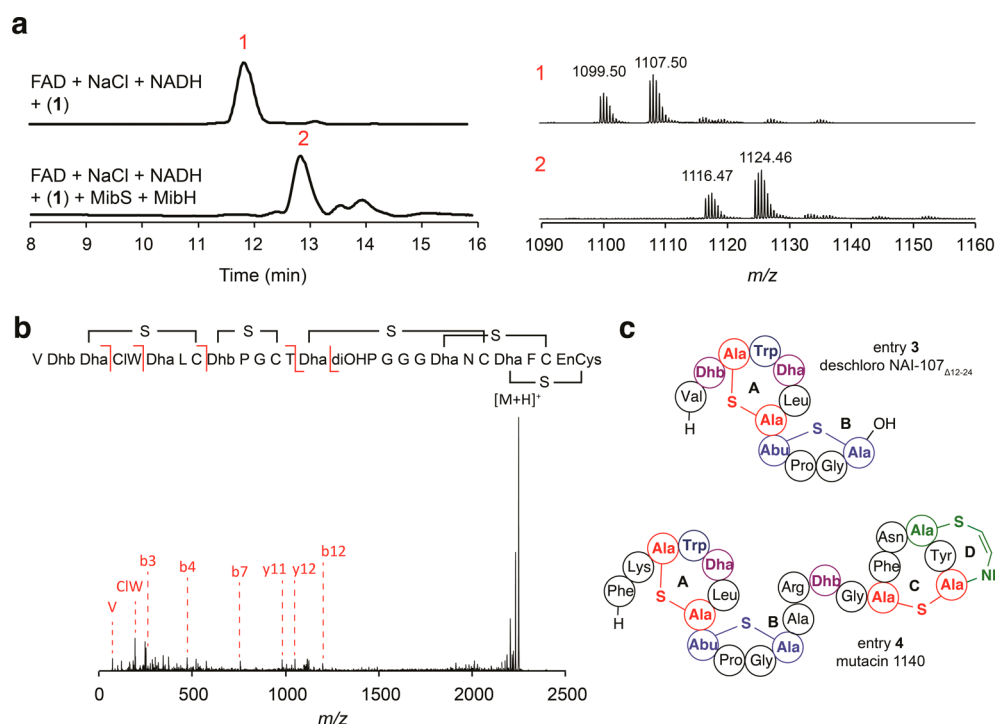 a
1
FAD + NaCl + NADH
+ (1)
2
FAD + NaCl + NADH
+ (1) + MibS + MibH
8 9 10 11 12 13 14 15 16
Time (min)
1
1099.50
1107.50
2
1116.47
1124.46
1090 1100 1110 1120 1130 1140 1150 1160
m/z
b
S S S S
V Dhb Dha ClW Dha L C Dhb P G C T Dha diOHP G G G Dha N C Dha F C EnCys
S
[M+H]+
V
ClW
b3
b4
b7
y11
y12
b12
0 500 1000 1500 2000 2500
m/z
c
entry 3
deschloro NAI-107Δ12-24
H
Val
Dhb
Ala
Trp
Dha
Leu
Ala
S
A
Abu
Pro
Gly
Ala
S
B
OH
H
Phe
Lys
Ala
Trp
Dha
Leu
Ala
S
A
Abu
Pro
Gly
Ala
S
B
Ala
Arg
Dhb
Gly
Ala
Phe
Asn
Ala
Tyr
Ala
S
C
S
D
entry 4
mutacin 1140